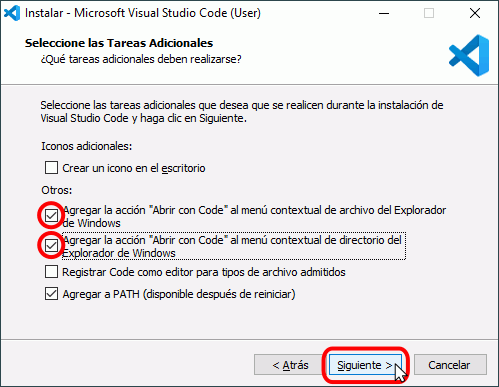 Instalar - Microsoft Visual Studio Code (User)
Seleccione las Tareas Adicionales
¿Qué tareas adicionales deben realizarse?
Seleccione las tareas adicionales que desea que se realicen durante la instalación de
Visual Studio Code y haga clic en Siguiente.
Iconos adicionales:
Crear un icono en el escritorio
Otros:
Agregar la acción "Abrir con Code" al menú contextual de archivo del Explorador
de Windows
Agregar la acción "Abrir con Code" al menú contextual de directorio del
Explorador de Windows
Registrar Code como editor para tipos de archivo admitidos
Agregar a PATH (disponible después de reiniciar)
< Atrás Siguiente > Cancelar